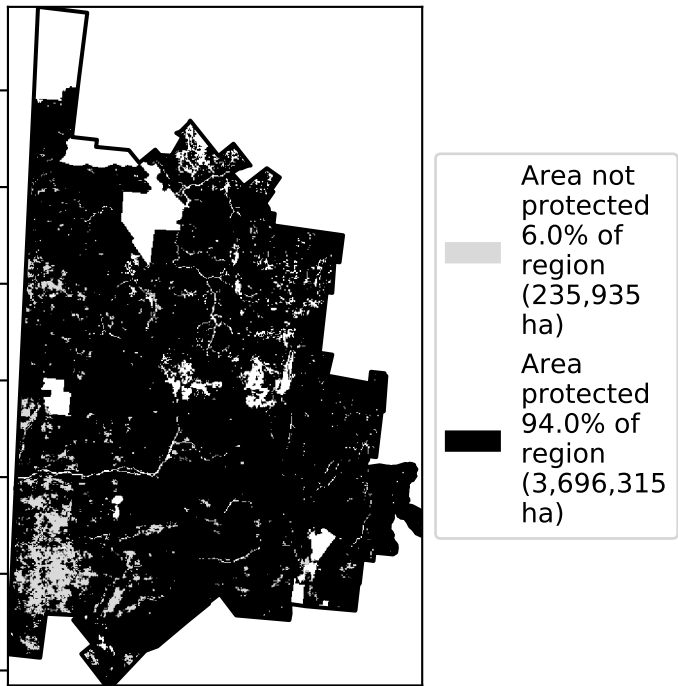 Area not
protected
6.0% of
region
(235,935
ha)
Area
protected
94.0% of
region
(3,696,315
ha)